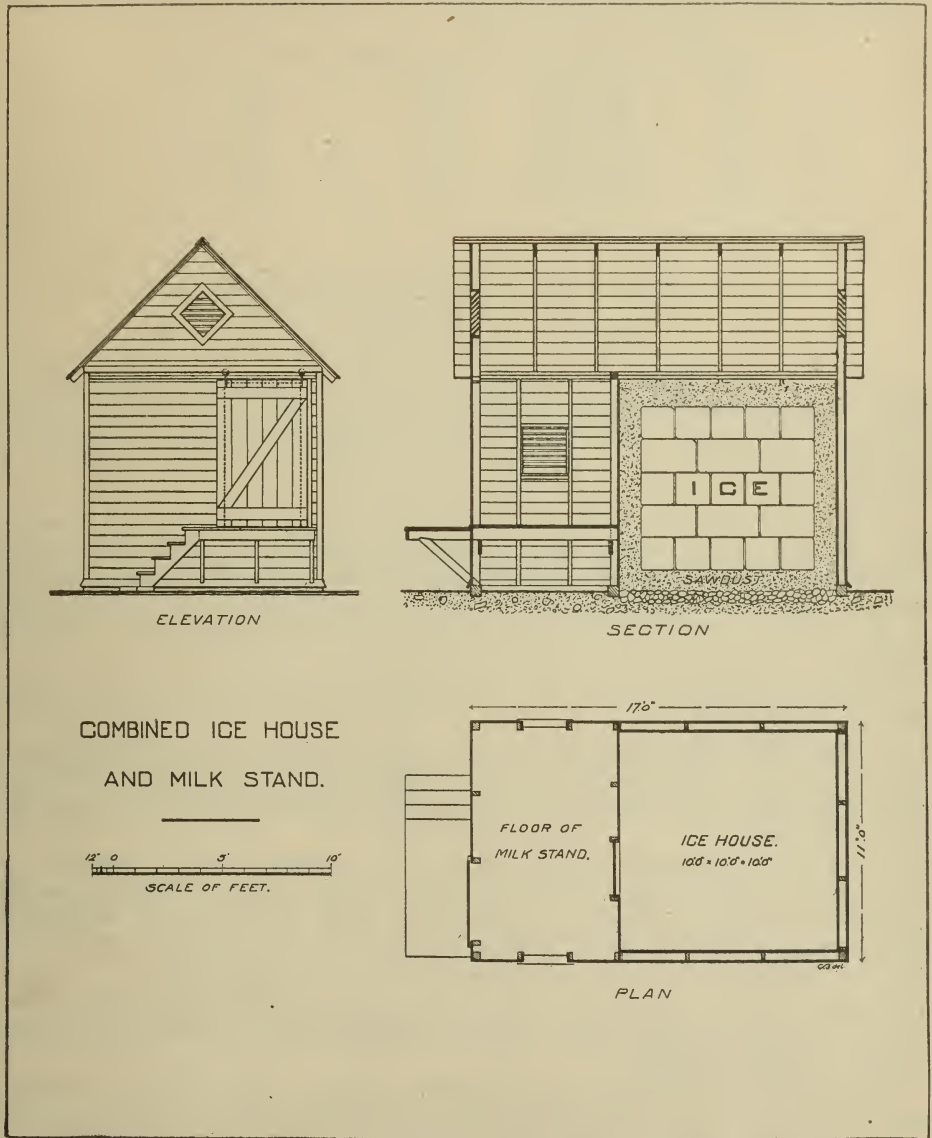 ELEVATION
SECTION
ICE
SAWDUST
COMBINED ICE HOUSE
AND MILK STAND.
12" 0 5' 10'
SCALE OF FEET.
17'.0"
FLOOR OF
MILK STAND.
ICE HOUSE.
10'.0" × 10'.0" × 10'.0"
11'.0"
PLAN